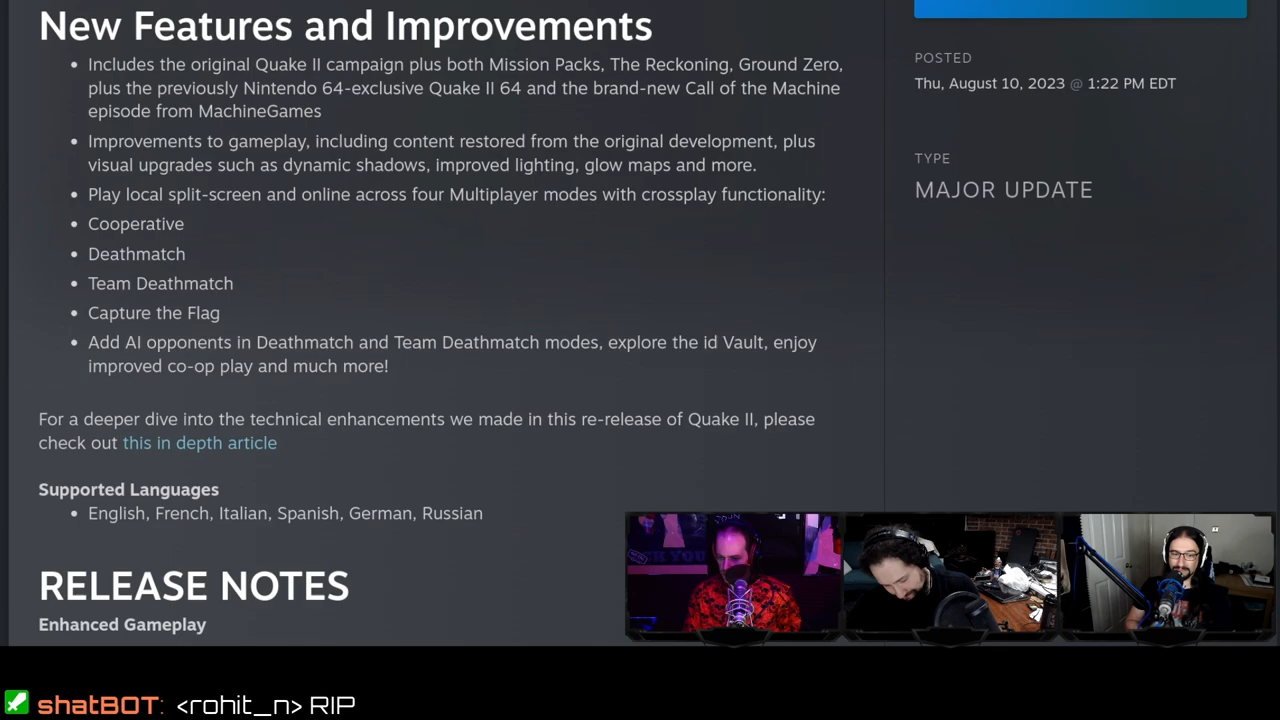 New Features and Improvements
Includes the original Quake II campaign plus both Mission Packs, The Reckoning, Ground Zero,
plus the previously Nintendo 64-exclusive Quake II 64 and the brand-new Call of the Machine
episode from MachineGames
Improvements to gameplay, including content restored from the original development, plus
visual upgrades such as dynamic shadows, improved lighting, glow maps and more.
Play local split-screen and online across four Multiplayer modes with crossplay functionality:
Cooperative
Deathmatch
Team Deathmatch
Capture the Flag
Add AI opponents in Deathmatch and Team Deathmatch modes, explore the id Vault, enjoy
improved co-op play and much more!
For a deeper dive into the technical enhancements we made in this re-release of Quake II, please
check out this in depth article
Supported Languages
English, French, Italian, Spanish, German, Russian
RELEASE NOTES
Enhanced Gameplay
POSTED
Thu, August 10, 2023 @ 1:22 PM EDT
TYPE
MAJOR UPDATE
shatBOT: <rohit_n> RIP